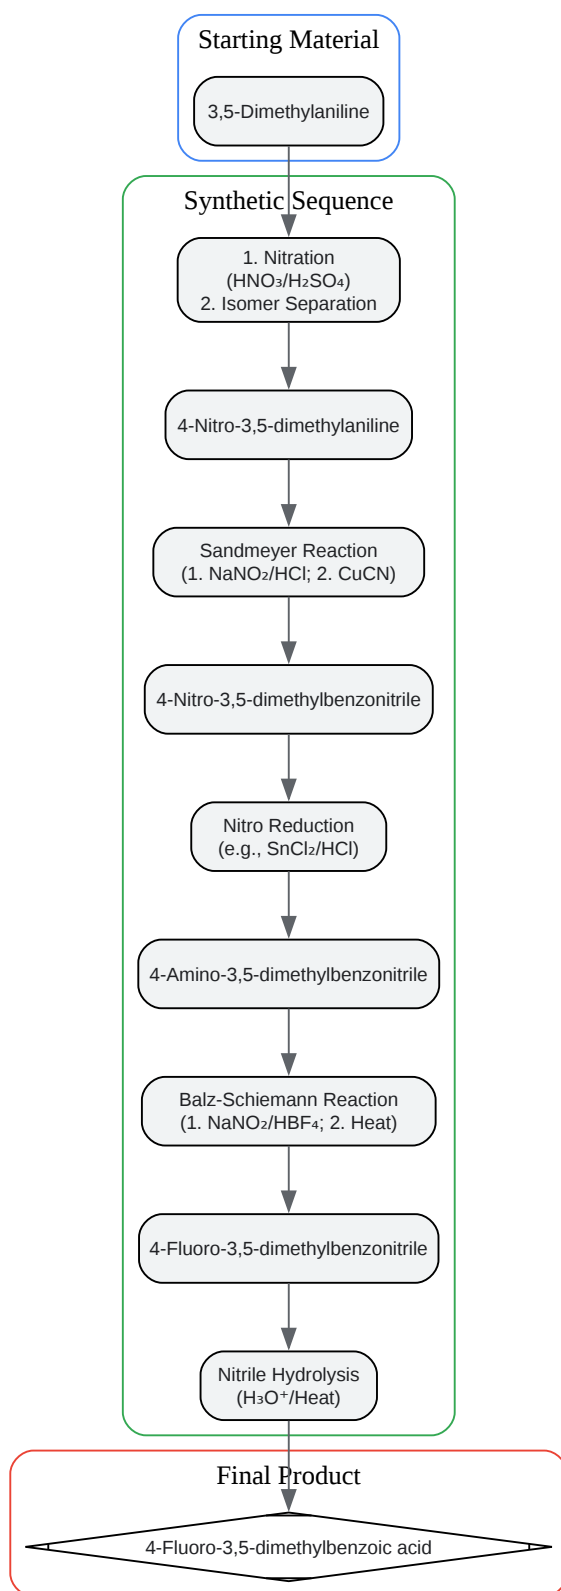 Starting Material
3,5-Dimethylaniline
Synthetic Sequence
1. Nitration
(HNO₃/H₂SO₄)
2. Isomer Separation
4-Nitro-3,5-dimethylaniline
Sandmeyer Reaction
(1. NaNO₂/HCl; 2. CuCN)
4-Nitro-3,5-dimethylbenzonitrile
Nitro Reduction
(e.g., SnCl₂/HCl)
4-Amino-3,5-dimethylbenzonitrile
Balz-Schiemann Reaction
(1. NaNO₂/HBF₄; 2. Heat)
4-Fluoro-3,5-dimethylbenzonitrile
Nitrile Hydrolysis
(H₃O⁺/Heat)
Final Product
4-Fluoro-3,5-dimethylbenzoic acid